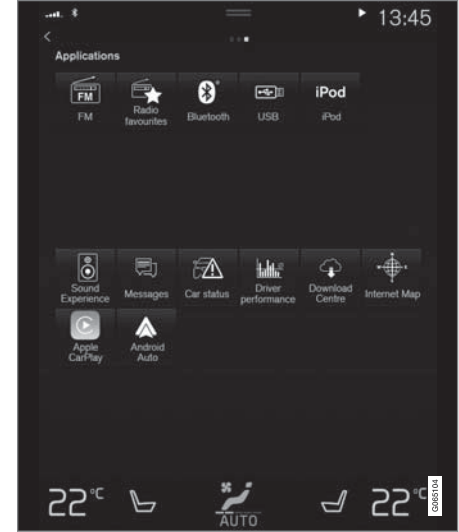 13:45
Applications
FM
FM
Radio
favourites
Bluetooth
USB
iPod
iPod
Sound
Experience
Messages
Car status
Driver
performance
Download
Centre
Internet Map
Apple
CarPlay
Android
Auto
22°C
AUTO
22°C
G065104